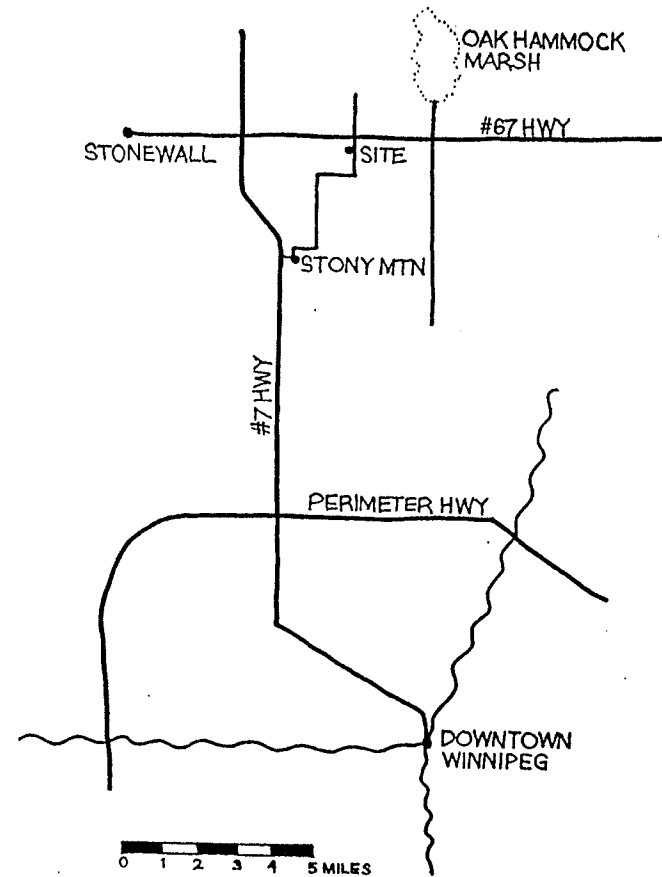 OAK HAMMOCK
MARSH
#67 HWY
STONEWALL
SITE
STONY MTN
#7 HWY
PERIMETER HWY
DOWNTOWN
WINNIPEG
0 1 2 3 4 5 MILES